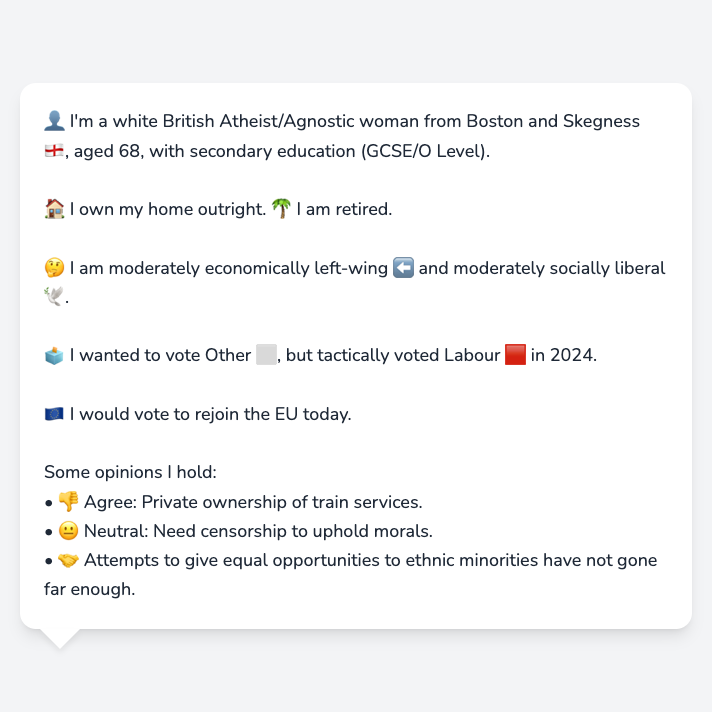 👤 I'm a white British Atheist/Agnostic woman from Boston and Skegness
🏴󠁧󠁢󠁥󠁮󠁧󠁿, aged 68, with secondary education (GCSE/O Level).
🏠 I own my home outright. 🌴 I am retired.
🤔 I am moderately economically left-wing ⬅️ and moderately socially liberal
🕊️.
🗳️ I wanted to vote Other ⬜, but tactically voted Labour 🟥 in 2024.
🇪🇺 I would vote to rejoin the EU today.
Some opinions I hold:
• 👎 Agree: Private ownership of train services.
• 😐 Neutral: Need censorship to uphold morals.
• 🤝 Attempts to give equal opportunities to ethnic minorities have not gone
far enough.